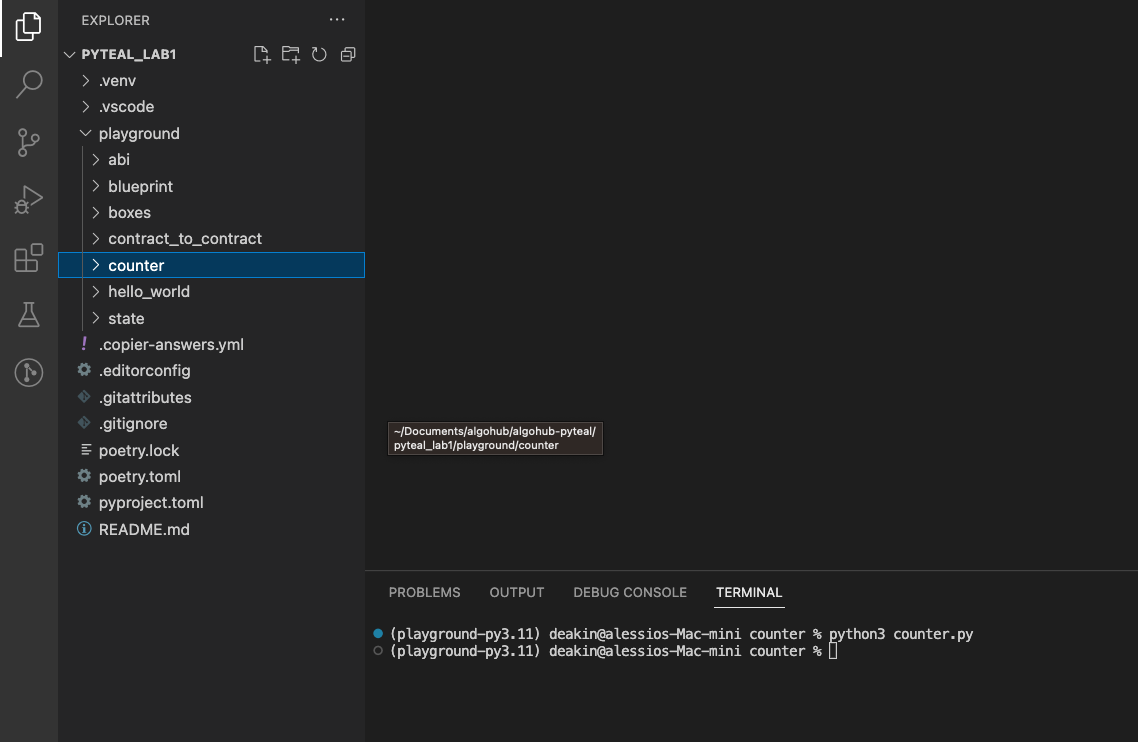 EXPLORER
PYTEAL_LAB1
.venv
.vscode
playground
abi
blueprint
boxes
contract_to_contract
counter
hello_world
state
.copier-answers.yml
.editorconfig
.gitattributes
.gitignore
poetry.lock
poetry.toml
pyproject.toml
README.md
~/Documents/algohub/algohub-pyteal/
pyteal_lab1/playground/counter
PROBLEMS OUTPUT DEBUG CONSOLE TERMINAL
(playground-py3.11) deakin@alessios-Mac-mini counter % python3 counter.py
(playground-py3.11) deakin@alessios-Mac-mini counter %